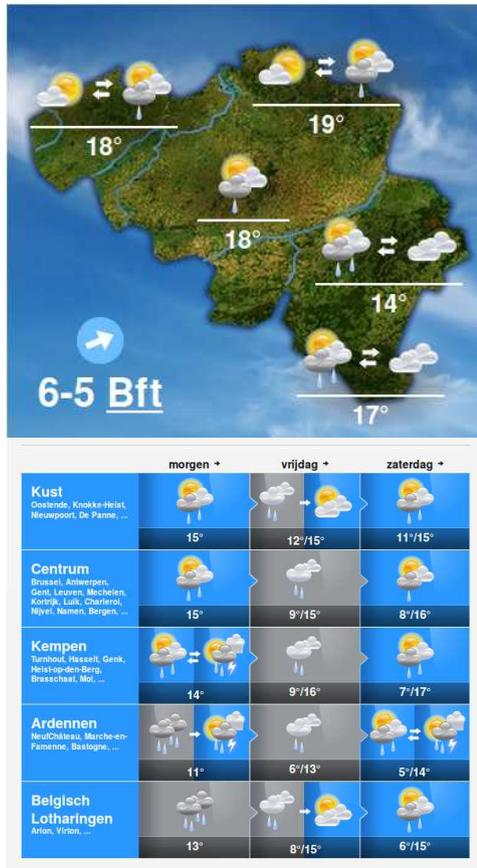 18°
19°
18°
14°
17°
6-5 Bft
morgen → vrijdag → zaterdag →
Kust
Oostende, Knokke-Heist,
Nieuwpoort, De Panne, ...
15° 12°/15° 11°/15°
Centrum
Brussel, Antwerpen,
Gent, Leuven, Mechelen,
Kortrijk, Luik, Charleroi,
Nijvel, Namen, Bergen, ...
15° 9°/15° 8°/16°
Kempen
Turnhout, Hasselt, Genk,
Heist-op-den-Berg,
Brasschaat, Mol, ...
14° 9°/16° 7°/17°
Ardennen
NeufChâteau, Marche-en-
Famenne, Bastogne, ...
11° 6°/13° 5°/14°
Belgisch
Lotharingen
Arlon, Virton, ...
13° 8°/15° 6°/15°